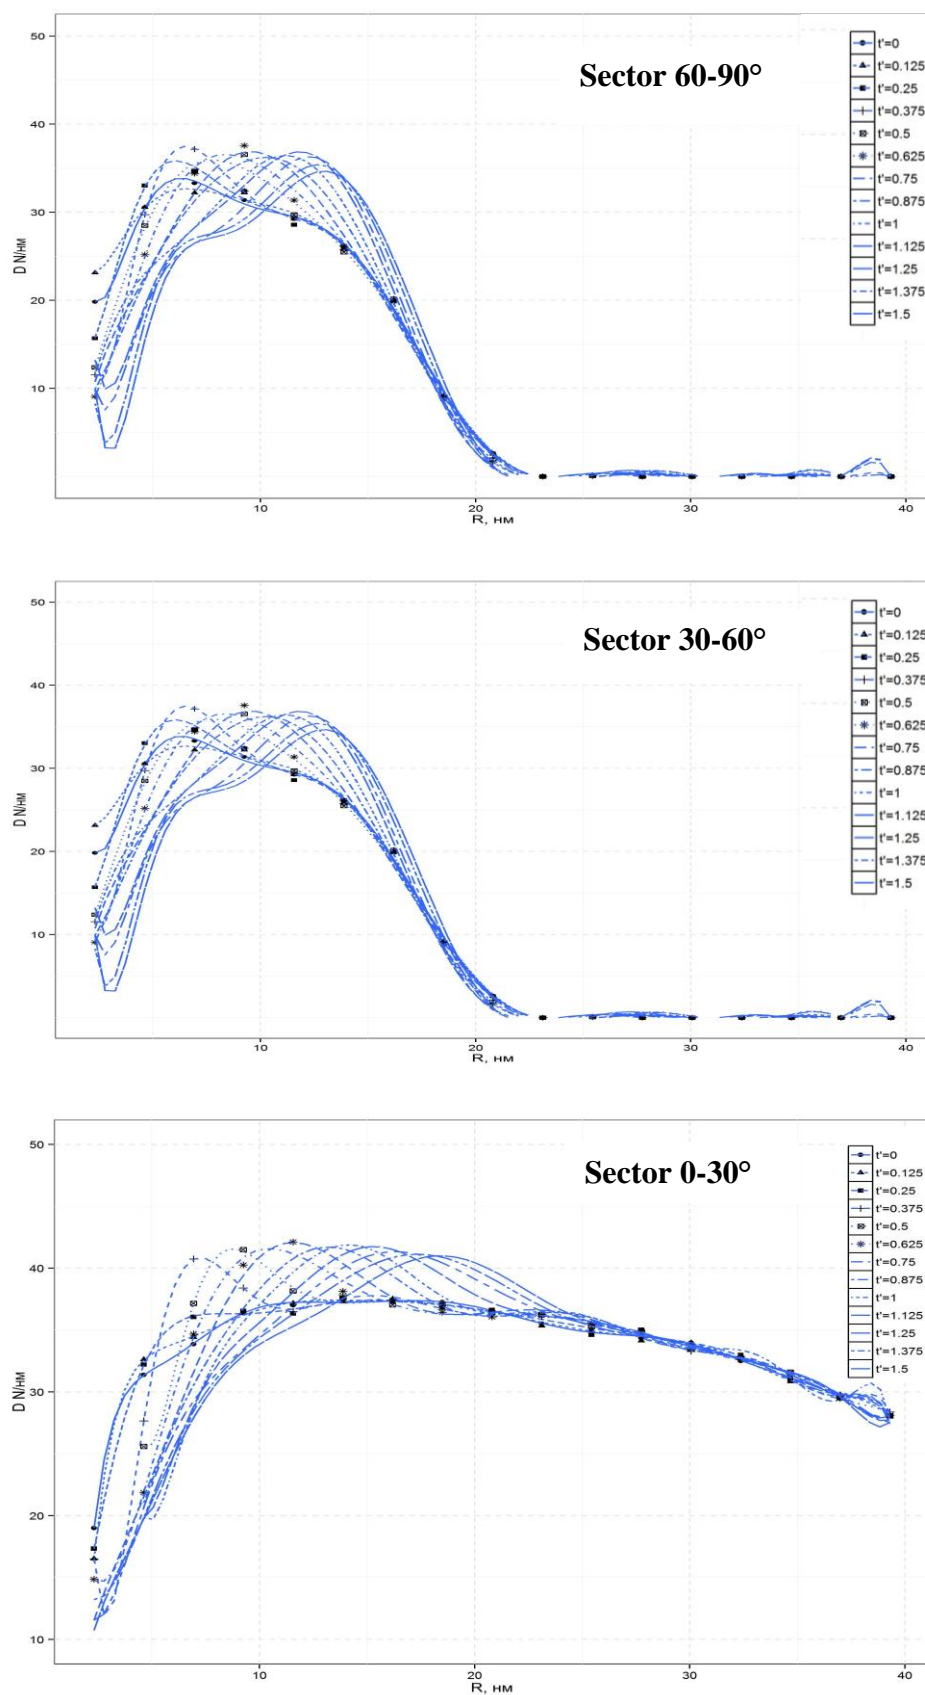 Sector 60-90°
50
40
30
20
10
D N/нм
10
20
30
40
R, нм
t'=0
t'=0.125
t'=0.25
t'=0.375
t'=0.5
t'=0.625
t'=0.75
t'=0.875
t'=1
t'=1.125
t'=1.25
t'=1.375
t'=1.5
Sector 30-60°
50
40
30
20
10
D N/нм
10
20
30
40
R, нм
t'=0
t'=0.125
t'=0.25
t'=0.375
t'=0.5
t'=0.625
t'=0.75
t'=0.875
t'=1
t'=1.125
t'=1.25
t'=1.375
t'=1.5
Sector 0-30°
50
40
30
20
10
D N/нм
10
20
30
40
R, нм
t'=0
t'=0.125
t'=0.25
t'=0.375
t'=0.5
t'=0.625
t'=0.75
t'=0.875
t'=1
t'=1.125
t'=1.25
t'=1.375
t'=1.5